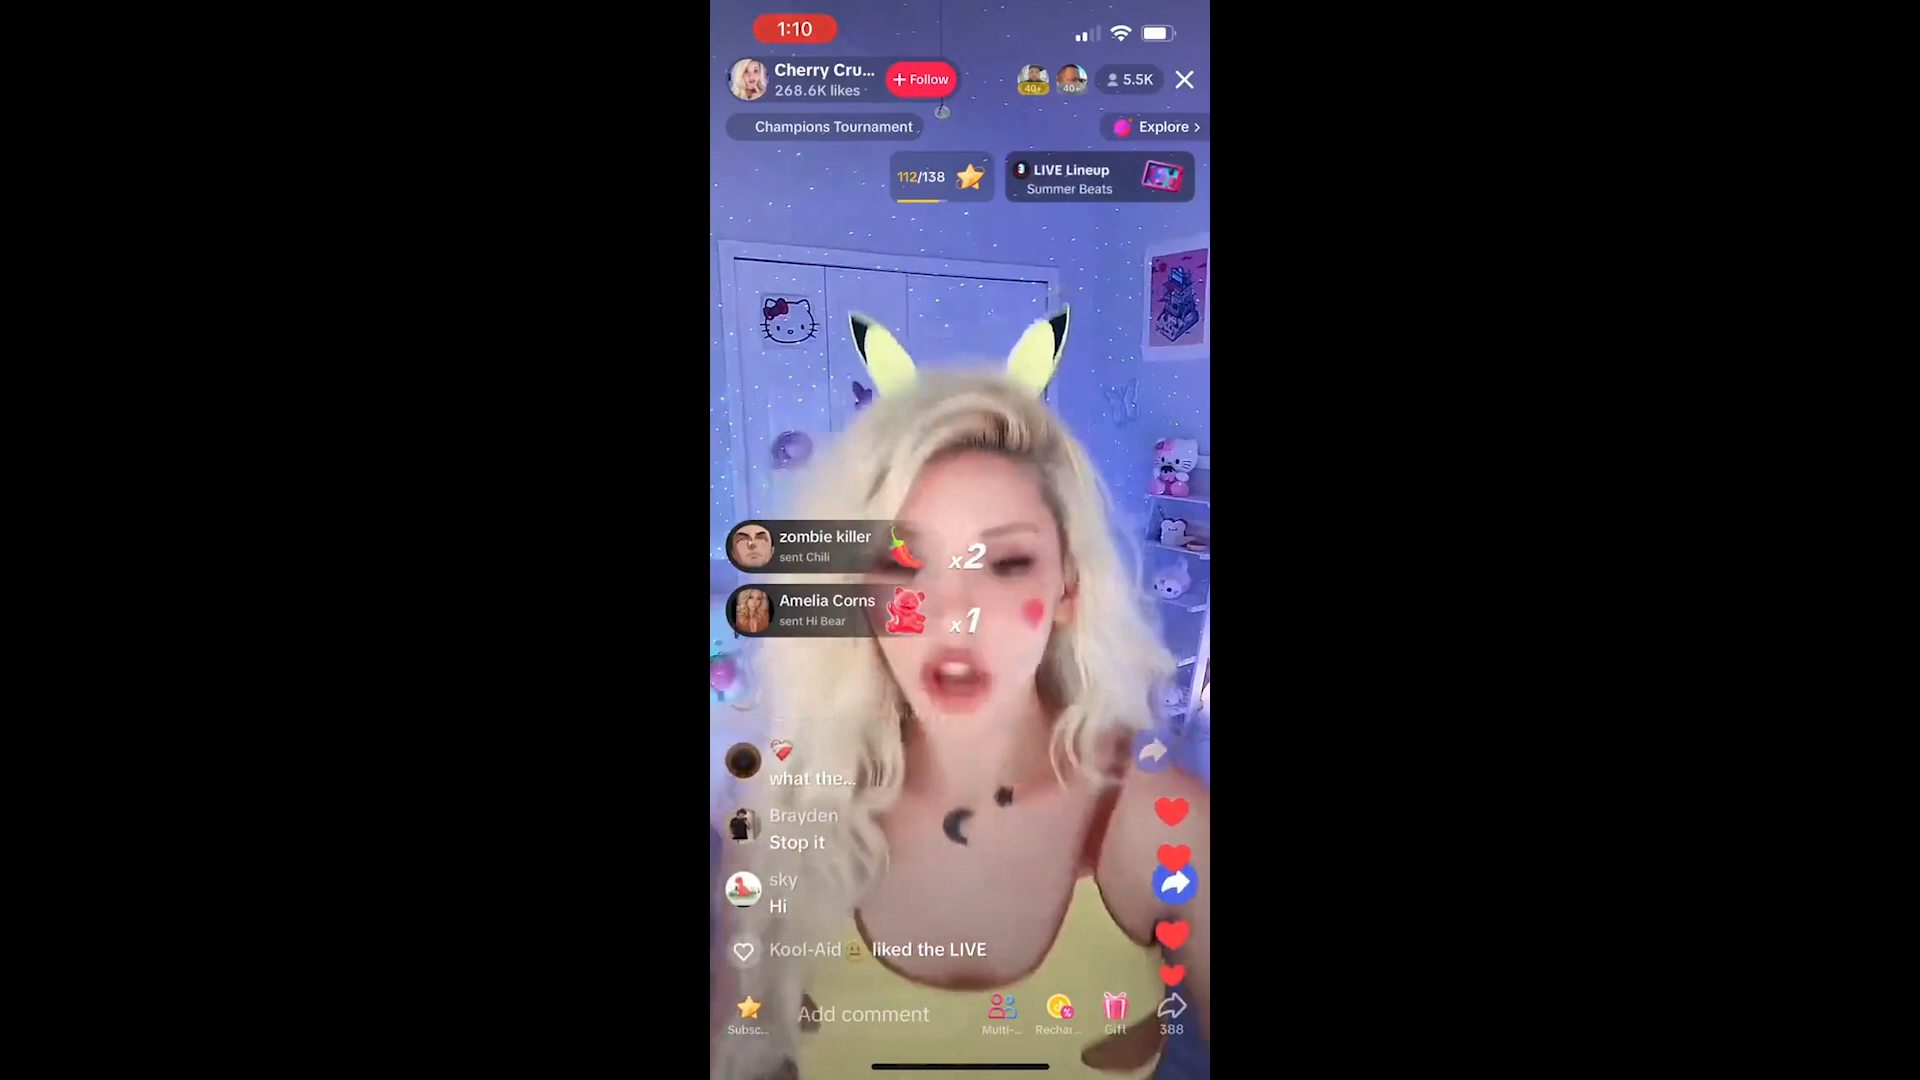 1:10
Cherry Cru...
268.6K likes
+ Follow
40+
40+
5.5K
Champions Tournament
Explore >
112/138
LIVE Lineup
Summer Beats
zombie killer
sent Chili
x2
Amelia Corns
sent Hi Bear
x1
what the...
Brayden
Stop it
sky
Hi
Kool-Aid liked the LIVE
Subsc...
Add comment
Multi-...
Rechar...
Gift
388